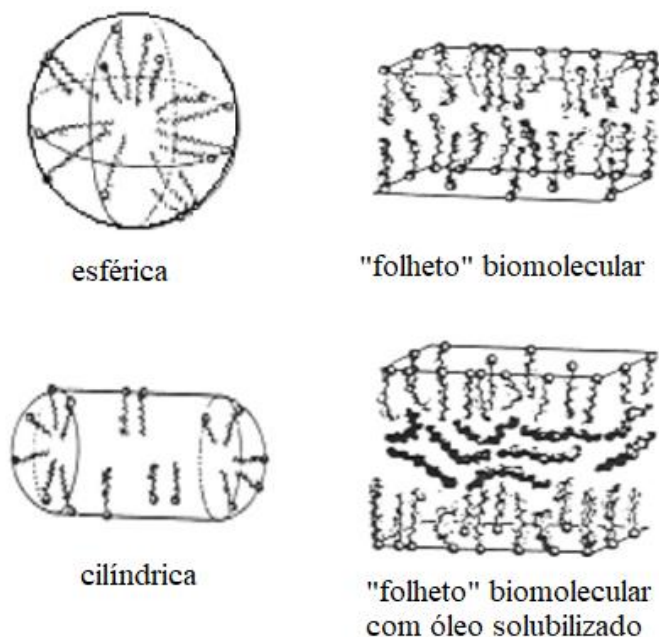 esférica
"folheto" biomolecular
cilíndrica
"folheto" biomolecular
com óleo solubilizado